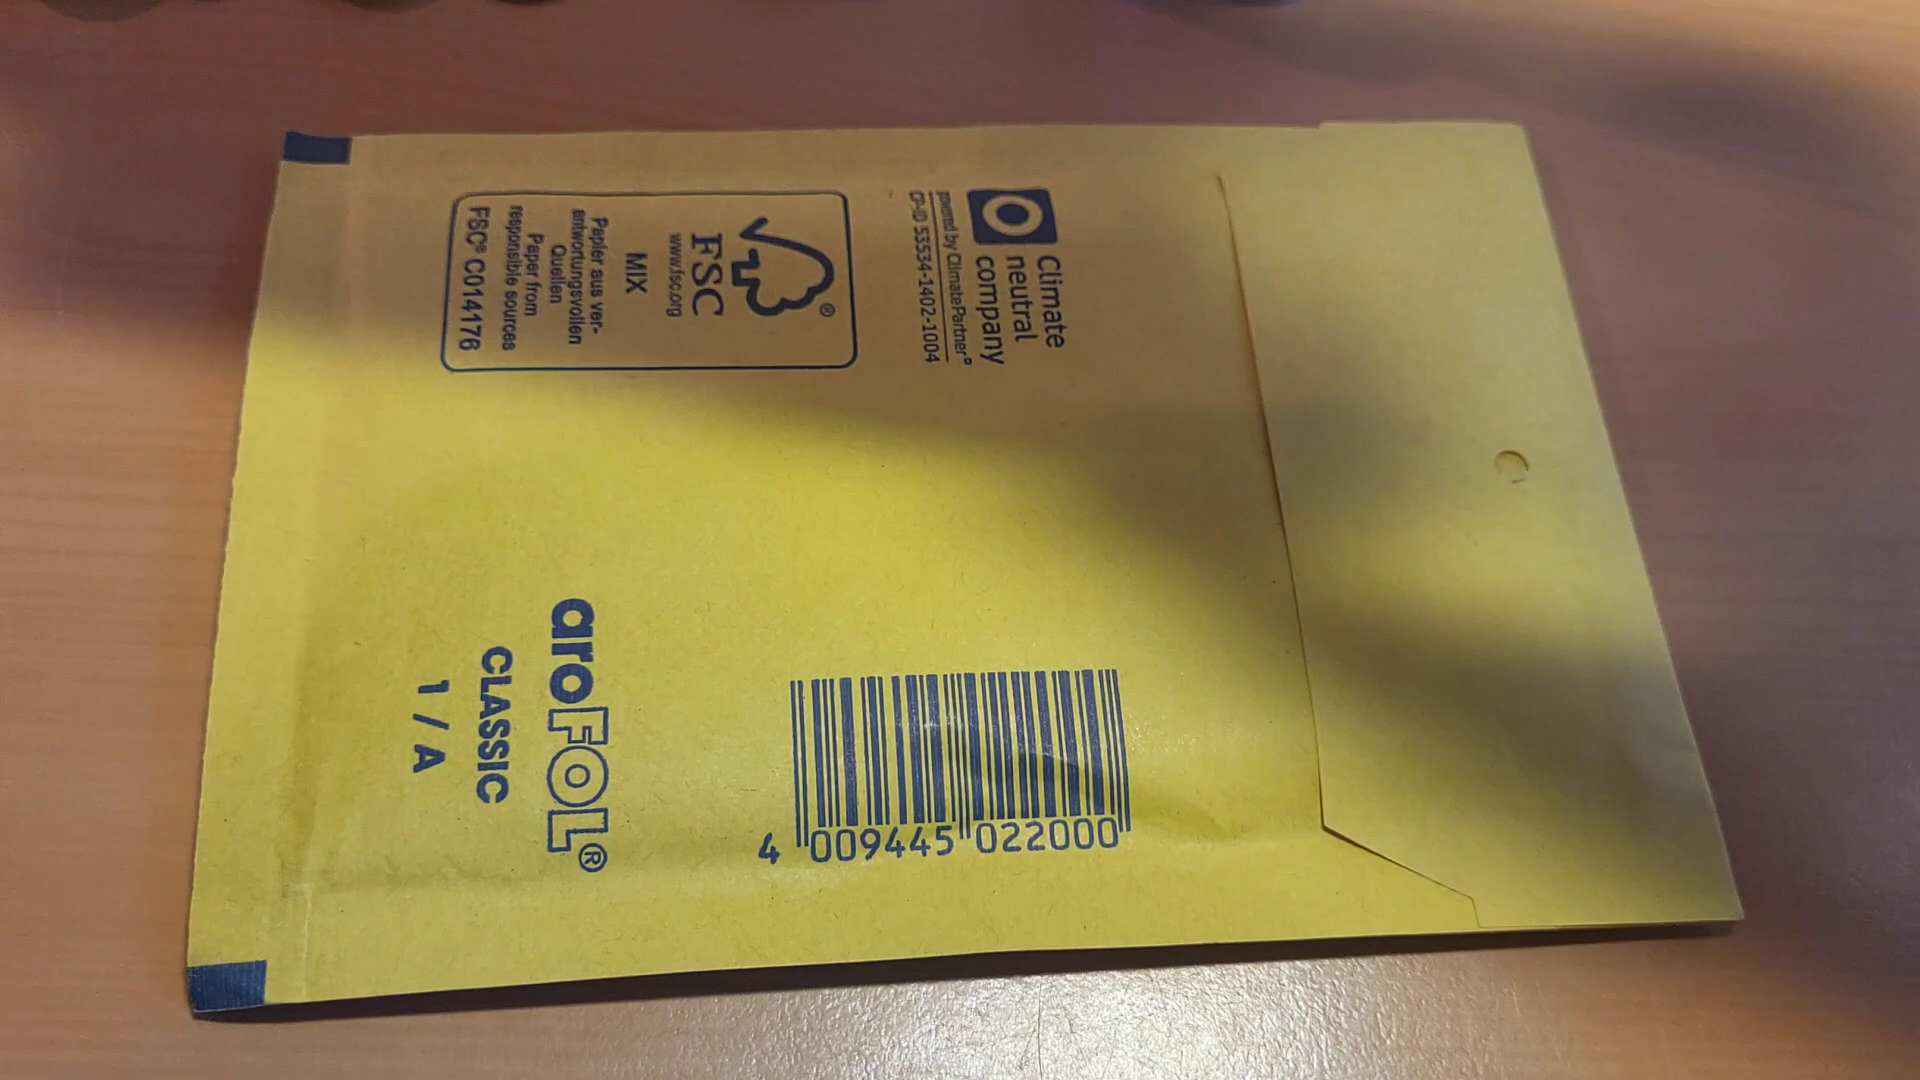 Climate
neutral
company
powered by ClimatePartner°
CP-ID 53534-1402-1004
®
FSC
www.fsc.org
MIX
Papier aus ver-
antwortungsvollen
Quellen
Paper from
responsible sources
FSC® C014176
aroFOL®
CLASSIC
1 / A
4 009445 022000